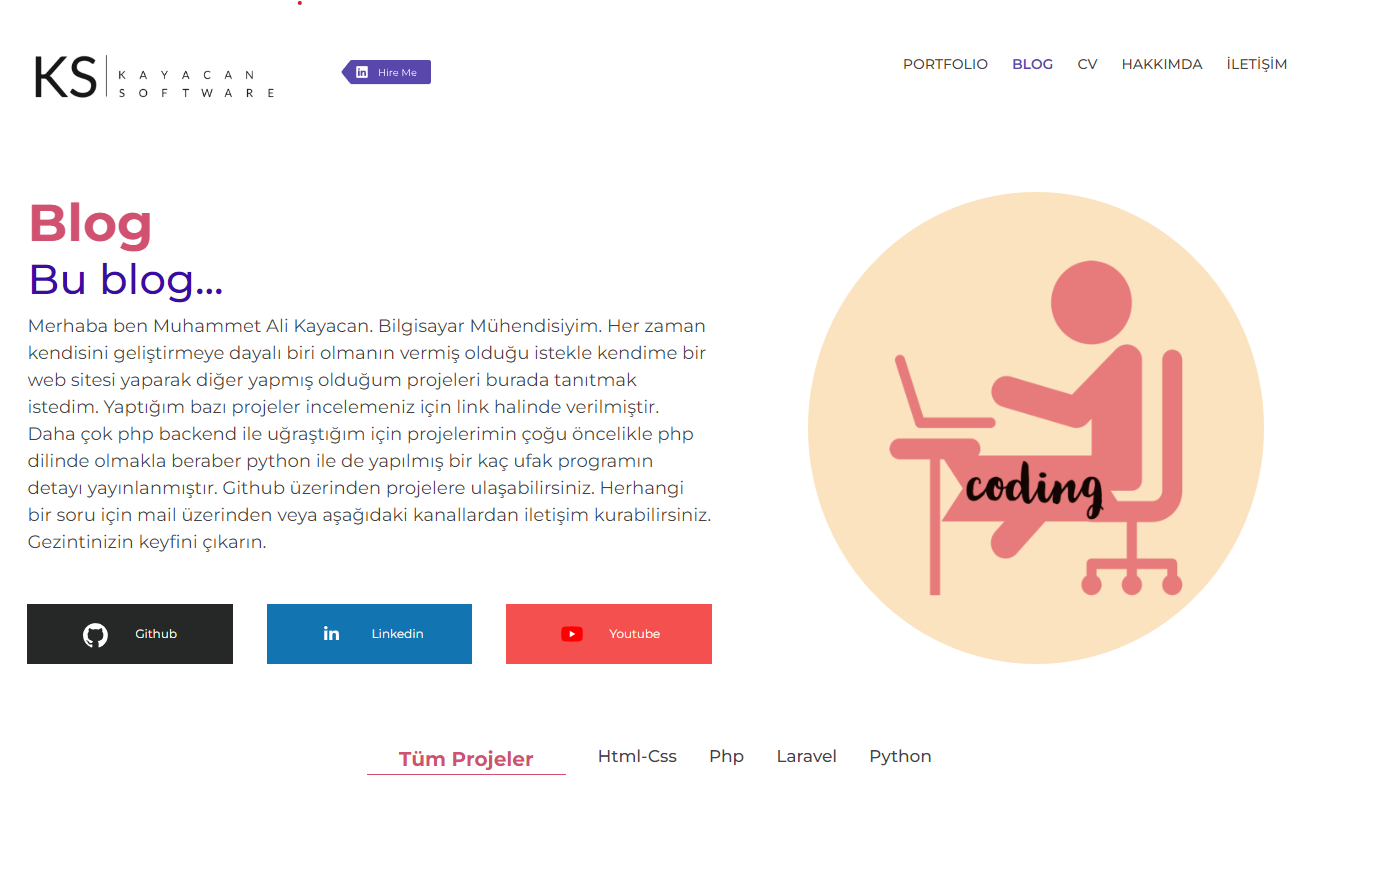 KS KAYACAN
SOFTWARE
Hire Me
PORTFOLIO BLOG CV HAKKIMDA İLETİŞİM
Blog
Bu blog...
Merhaba ben Muhammet Ali Kayacan. Bilgisayar Mühendisiyim. Her zaman
kendisini geliştirmeye dayalı biri olmanın vermiş olduğu istekle kendime bir
web sitesi yaparak diğer yapmış olduğum projeleri burada tanıtmak
istedim. Yaptığım bazı projeler incelemeniz için link halinde verilmiştir.
Daha çok php backend ile uğraştığım için projelerimin çoğu öncelikle php
dilinde olmakla beraber python ile de yapılmış bir kaç ufak programın
detayı yayınlanmıştır. Github üzerinden projelere ulaşabilirsiniz. Herhangi
bir soru için mail üzerinden veya aşağıdaki kanallardan iletişim kurabilirsiniz.
Gezintinizin keyfini çıkarın.
coding
Github Linkedin Youtube
Tüm Projeler Html-Css Php Laravel Python